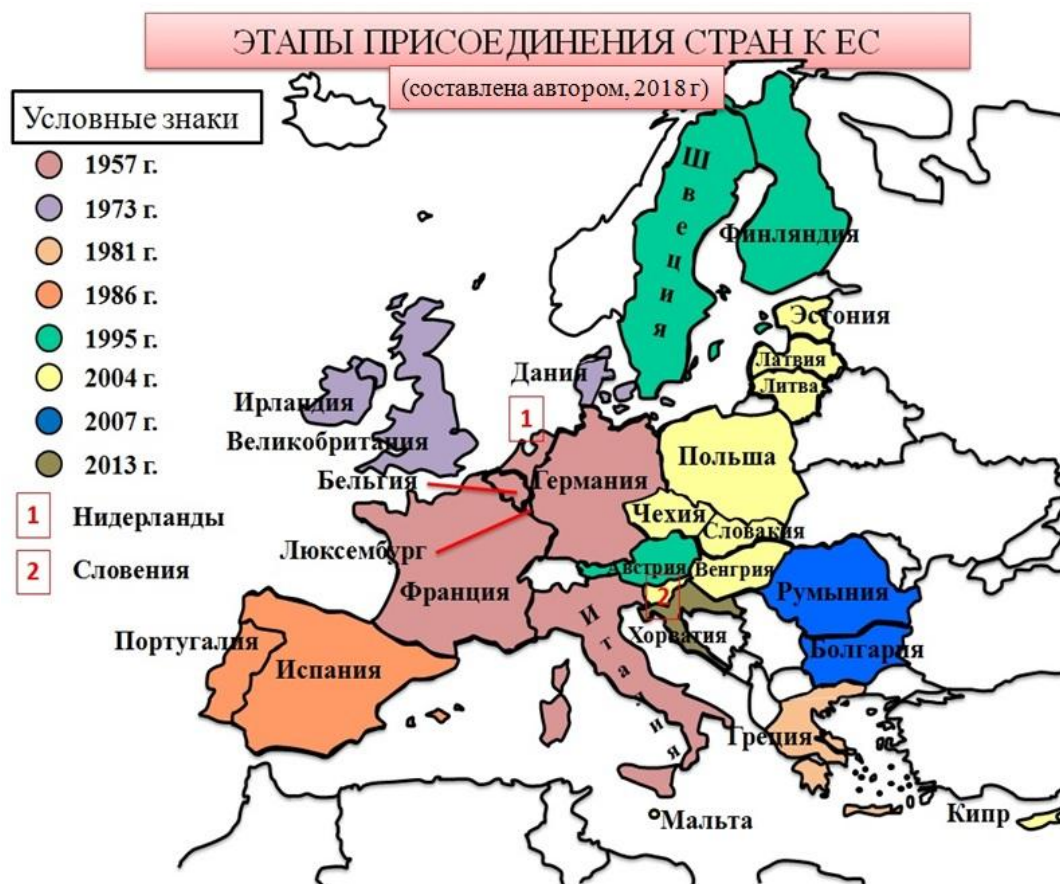 ЭТАПЫ ПРИСОЕДИНЕНИЯ СТРАН К ЕС
(составлена автором, 2018 г)
Условные знаки
1957 г.
1973 г.
1981 г.
1986 г.
1995 г.
2004 г.
2007 г.
2013 г.
1 Нидерланды
2 Словения
Швеция
Финляндия
Эстония
Латвия
Литва
Дания
Ирландия
Великобритания
1
Бельгия
Германия
Польша
Люксембург
Чехия
Словакия
Австрия
Венгрия
Франция
2
Румыния
Хорватия
Италия
Португалия
Испания
Болгария
Греция
Мальта
Кипр